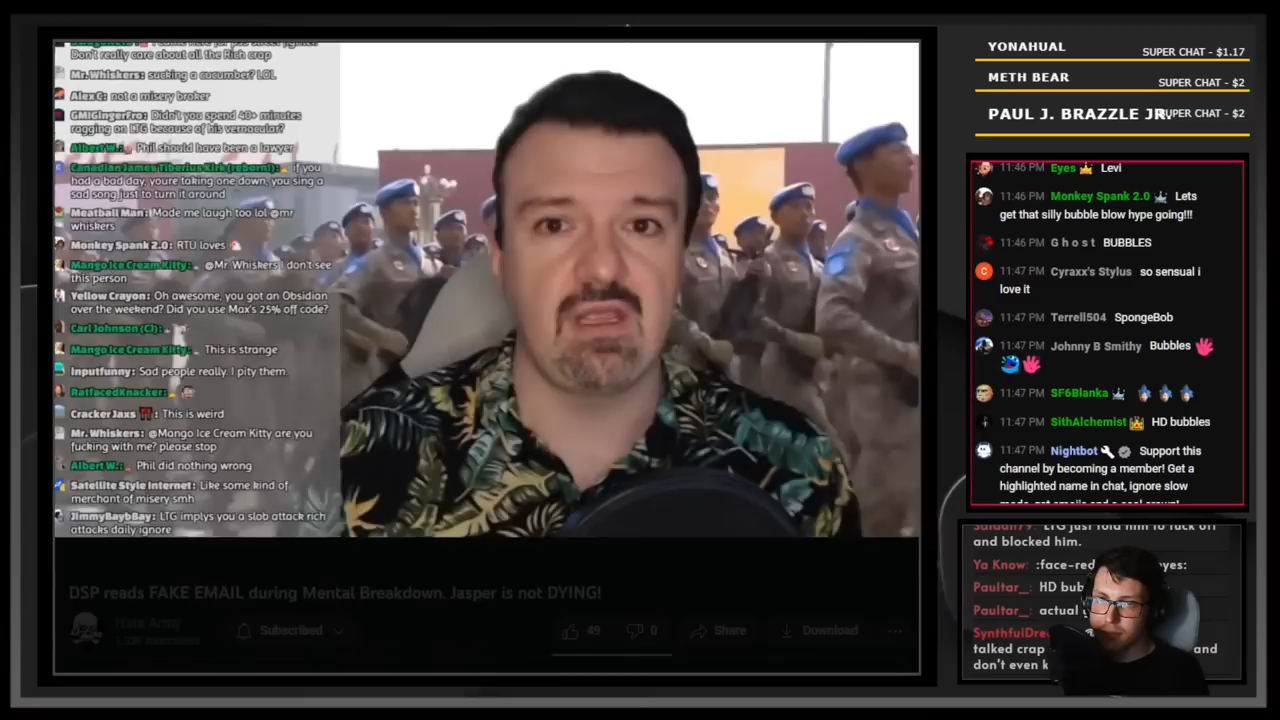 Don't really care about all the Rich crap
Mr. Whiskers: sucking a cucumber? LOL
Alex C: not a misery broker
GMIGingerFro: Didn't you spend 40+ minutes
ragging on LTG because of his vernocular?
Albert W.: Phil should have been a lawyer
Canadian James Tiberius Kirk (reborn): if you
had a bad day, youre taking one down, you sing a
sad song just to turn it around
Meatball Man: Made me laugh too lol @mr
whiskers
Monkey Spank 2.0: RTU loves
Mango Ice Cream Kitty: @Mr Whiskers I don't see
this person
Yellow Crayon: Oh awesome, you got an Obsidian
over the weekend? Did you use Max's 25% off code?
Carl Johnson (CJ):
Mango Ice Cream Kitty: This is strange
Inputfunny: Sad people really. I pity them.
RatfacedKnacker:
CrackerJaxs: This is weird
Mr. Whiskers: @Mango Ice Cream Kitty are you
fucking with me? please stop
Albert W.: Phil did nothing wrong
Satellite Style Internet: Like some kind of
merchant of misery smh
JimmyBaybBay: LTG implys you a slob attack rich
attacks daily ignore
DSP reads FAKE EMAIL during Mental Breakdown. Jasper is not DYING!
Hate Army
Subscribed
49
0
Share
Download
YONAHUAL
SUPER CHAT - $1.17
METH BEAR
SUPER CHAT - $2
PAUL J. BRAZZLE JR.
SUPER CHAT - $2
11:46 PM Eyes Levi
11:46 PM Monkey Spank 2.0 Lets
get that silly bubble blow hype going!!!
11:46 PM G h o s t BUBBLES
11:47 PM Cyraxx's Stylus so sensual i
love it
11:47 PM Terrell504 SpongeBob
11:47 PM Johnny B Smithy Bubbles
11:47 PM SF6Blanka
11:47 PM SithAlchemist HD bubbles
11:47 PM Nightbot Support this
channel by becoming a member! Get a
highlighted name in chat, ignore slow
LTG just told him to fuck off
and blocked him.
Ya Know: :face-red eyes:
Paultar_: HD bub
Paultar_: actual
SynthfulDre
talked crap and
don't even k